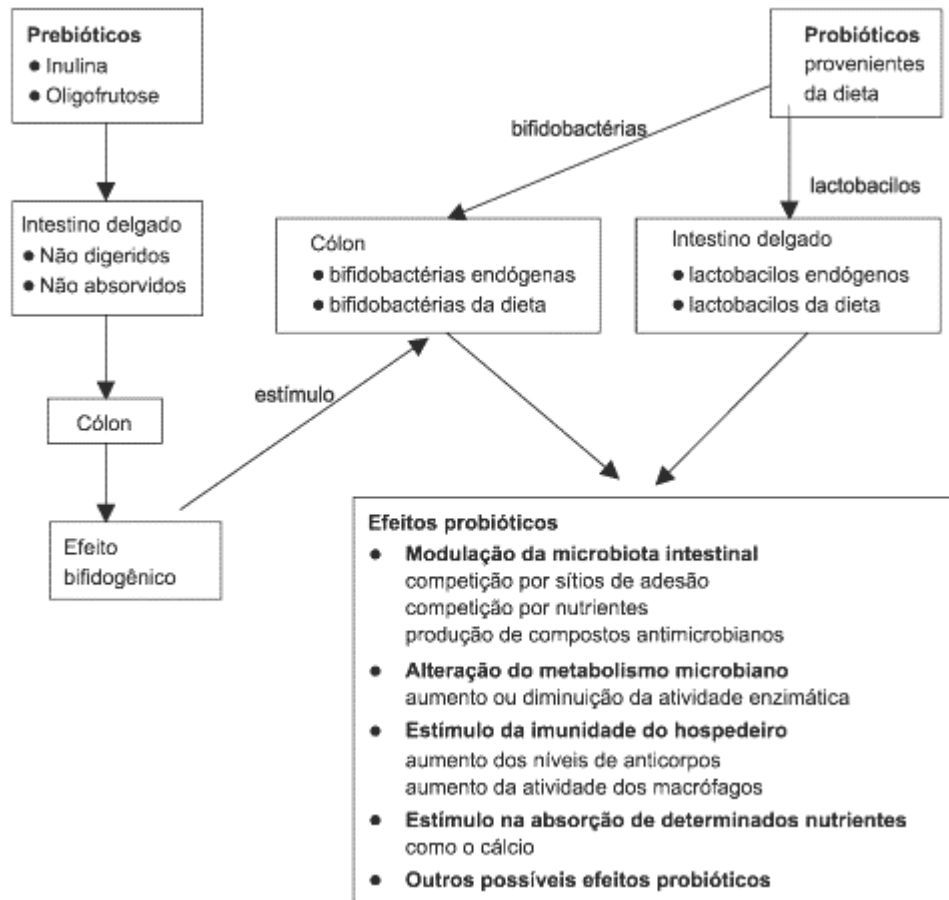 Prebióticos
● Inulina
● Oligofrutose
Probióticos
provenientes
da dieta
bifidobactérias
lactobacilos
Intestino delgado
● Não digeridos
● Não absorvidos
Cólon
● bifidobactérias endógenas
● bifidobactérias da dieta
Intestino delgado
● lactobacilos endógenos
● lactobacilos da dieta
estímulo
Cólon
Efeito
bifidogênico
Efeitos probióticos
● Modulação da microbiota intestinal
competição por sítios de adesão
competição por nutrientes
produção de compostos antimicrobianos
● Alteração do metabolismo microbiano
aumento ou diminuição da atividade enzimática
● Estímulo da imunidade do hospedeiro
aumento dos níveis de anticorpos
aumento da atividade dos macrófagos
● Estímulo na absorção de determinados nutrientes
como o cálcio
● Outros possíveis efeitos probióticos